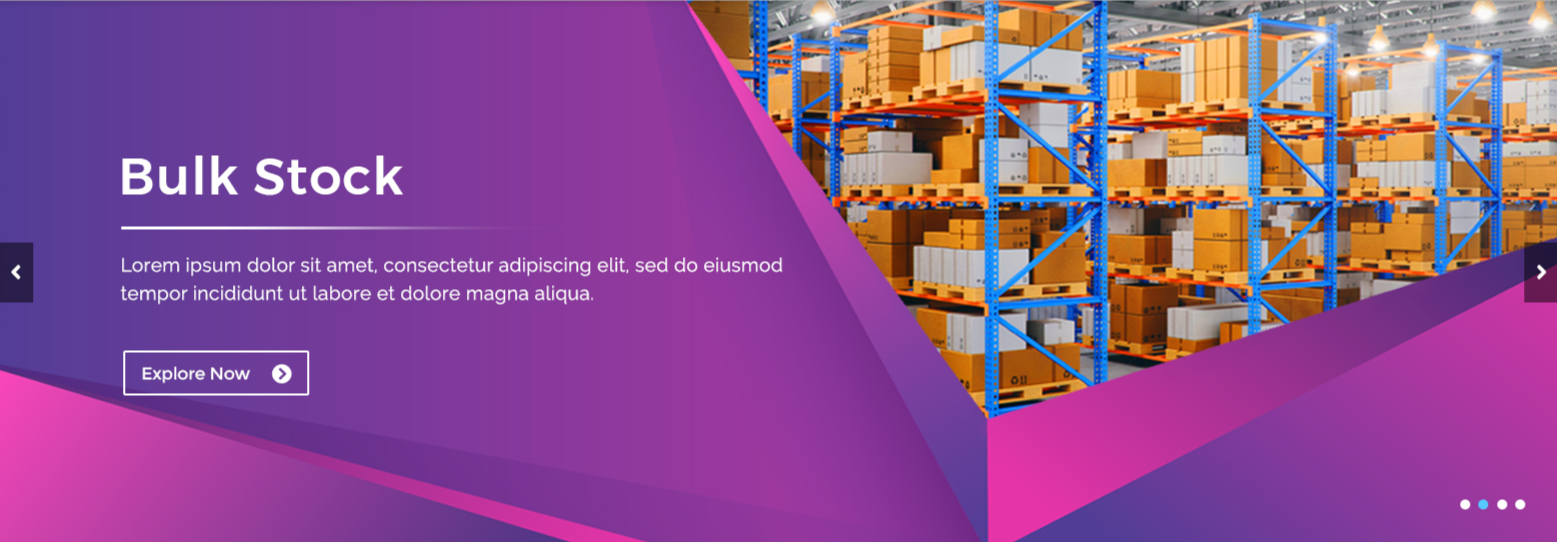 Bulk Stock
Lorem ipsum dolor sit amet, consectetur adipiscing elit, sed do eiusmod
tempor incididunt ut labore et dolore magna aliqua.
Explore Now